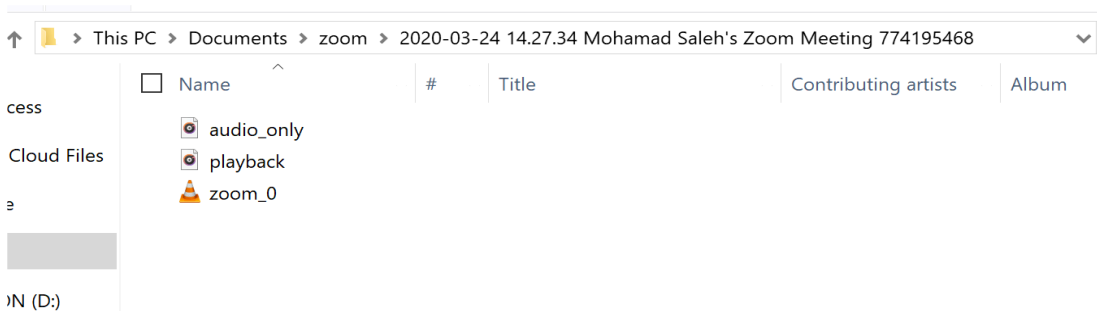 This PC > Documents > zoom > 2020-03-24 14.27.34 Mohamad Saleh's Zoom Meeting 774195468
Name # Title Contributing artists Album
cess
audio_only
Cloud Files
playback
e
zoom_0
N (D:)